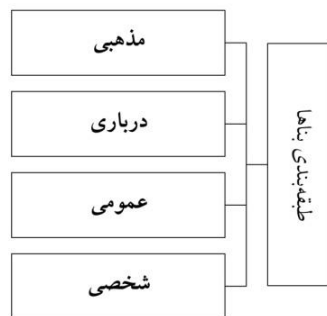 طبقه‌بندی بناها
مذهبی
درباری
عمومی
شخصی